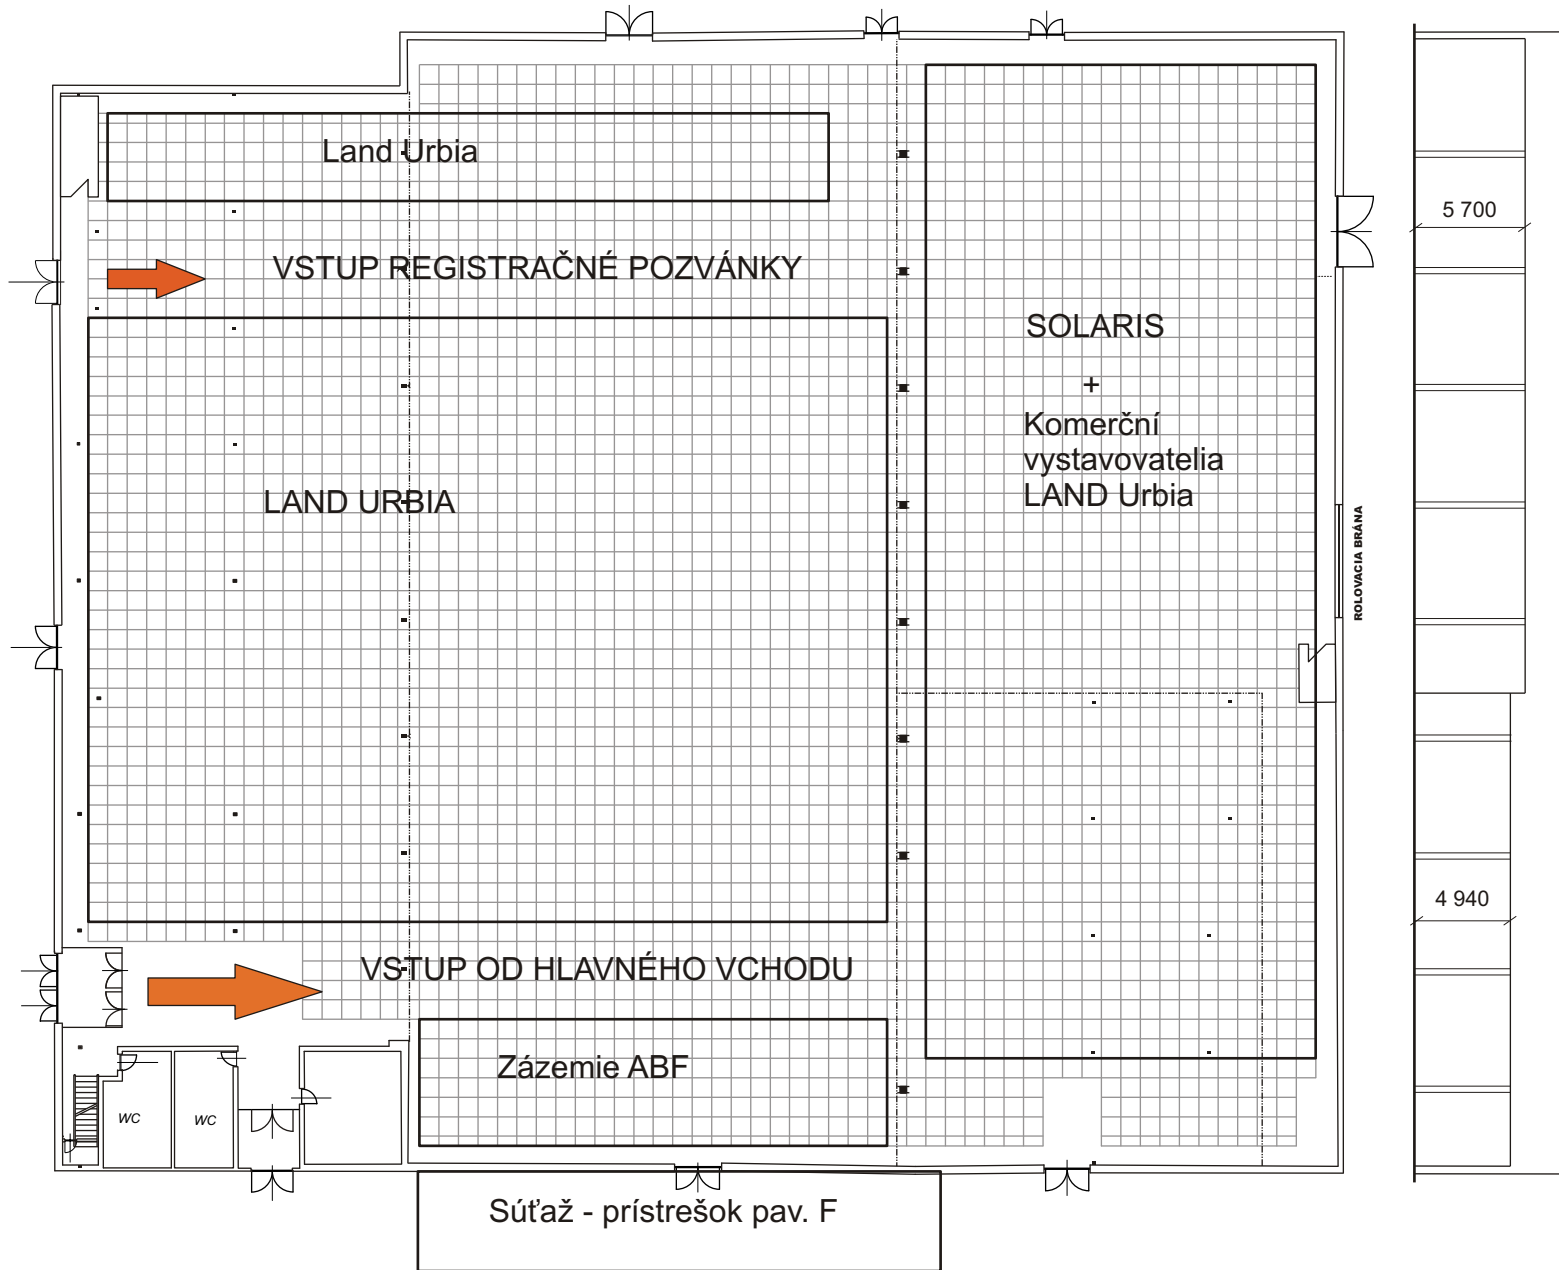 Land Urbia
5 700
VSTUP REGISTRAČNÉ POZVÁNKY
SOLARIS
+
Komerční
vystavovatelia
LAND Urbia
LAND URBIA
ROLOVACIA BRÁNA
4 940
VSTUP OD HLAVNÉHO VCHODU
Zázemie ABF
WC
WC
Súťaž - prístrešok pav. F